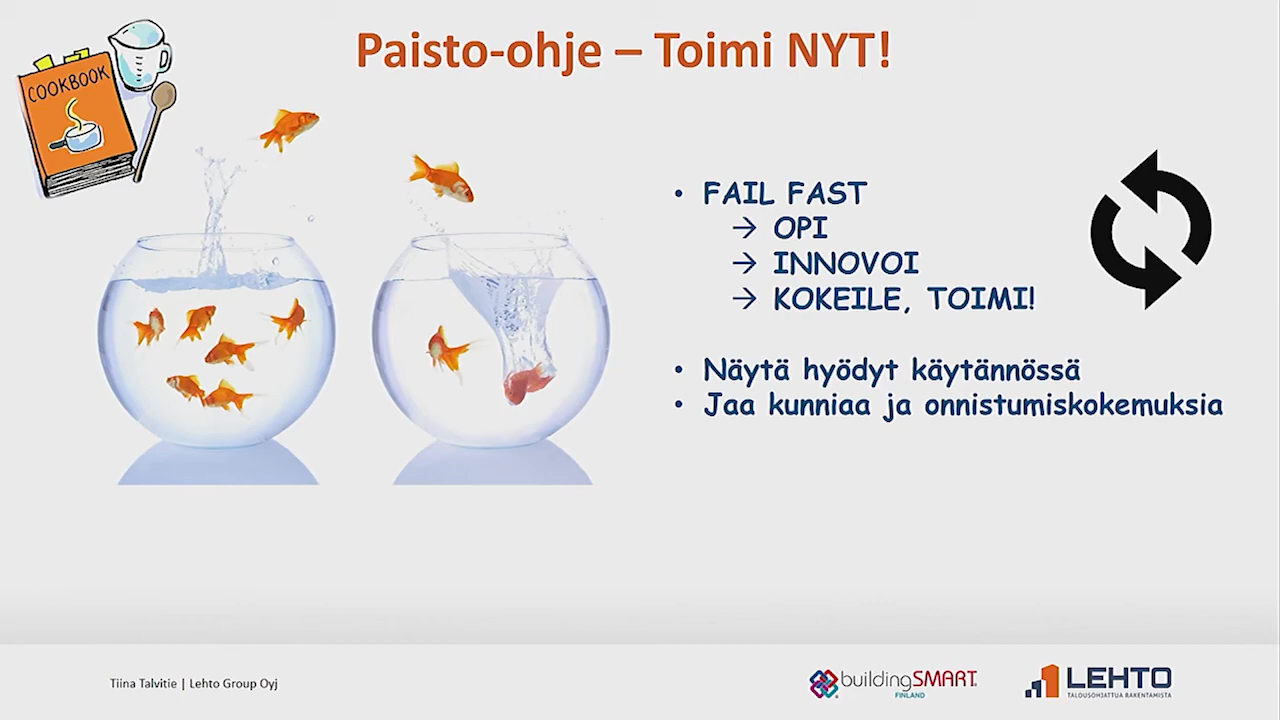 Paisto-ohje – Toimi NYT!
COOKBOOK
• FAIL FAST
→ OPI
→ INNOVOI
→ KOKEILE, TOIMI!
• Näytä hyödyt käytännössä
• Jaa kunniaa ja onnistumiskokemuksia
Tiina Talvitie | Lehto Group Oyj
buildingSMART
FINLAND
LEHTO
TALOUSOHJATTUA RAKENTAMISTA